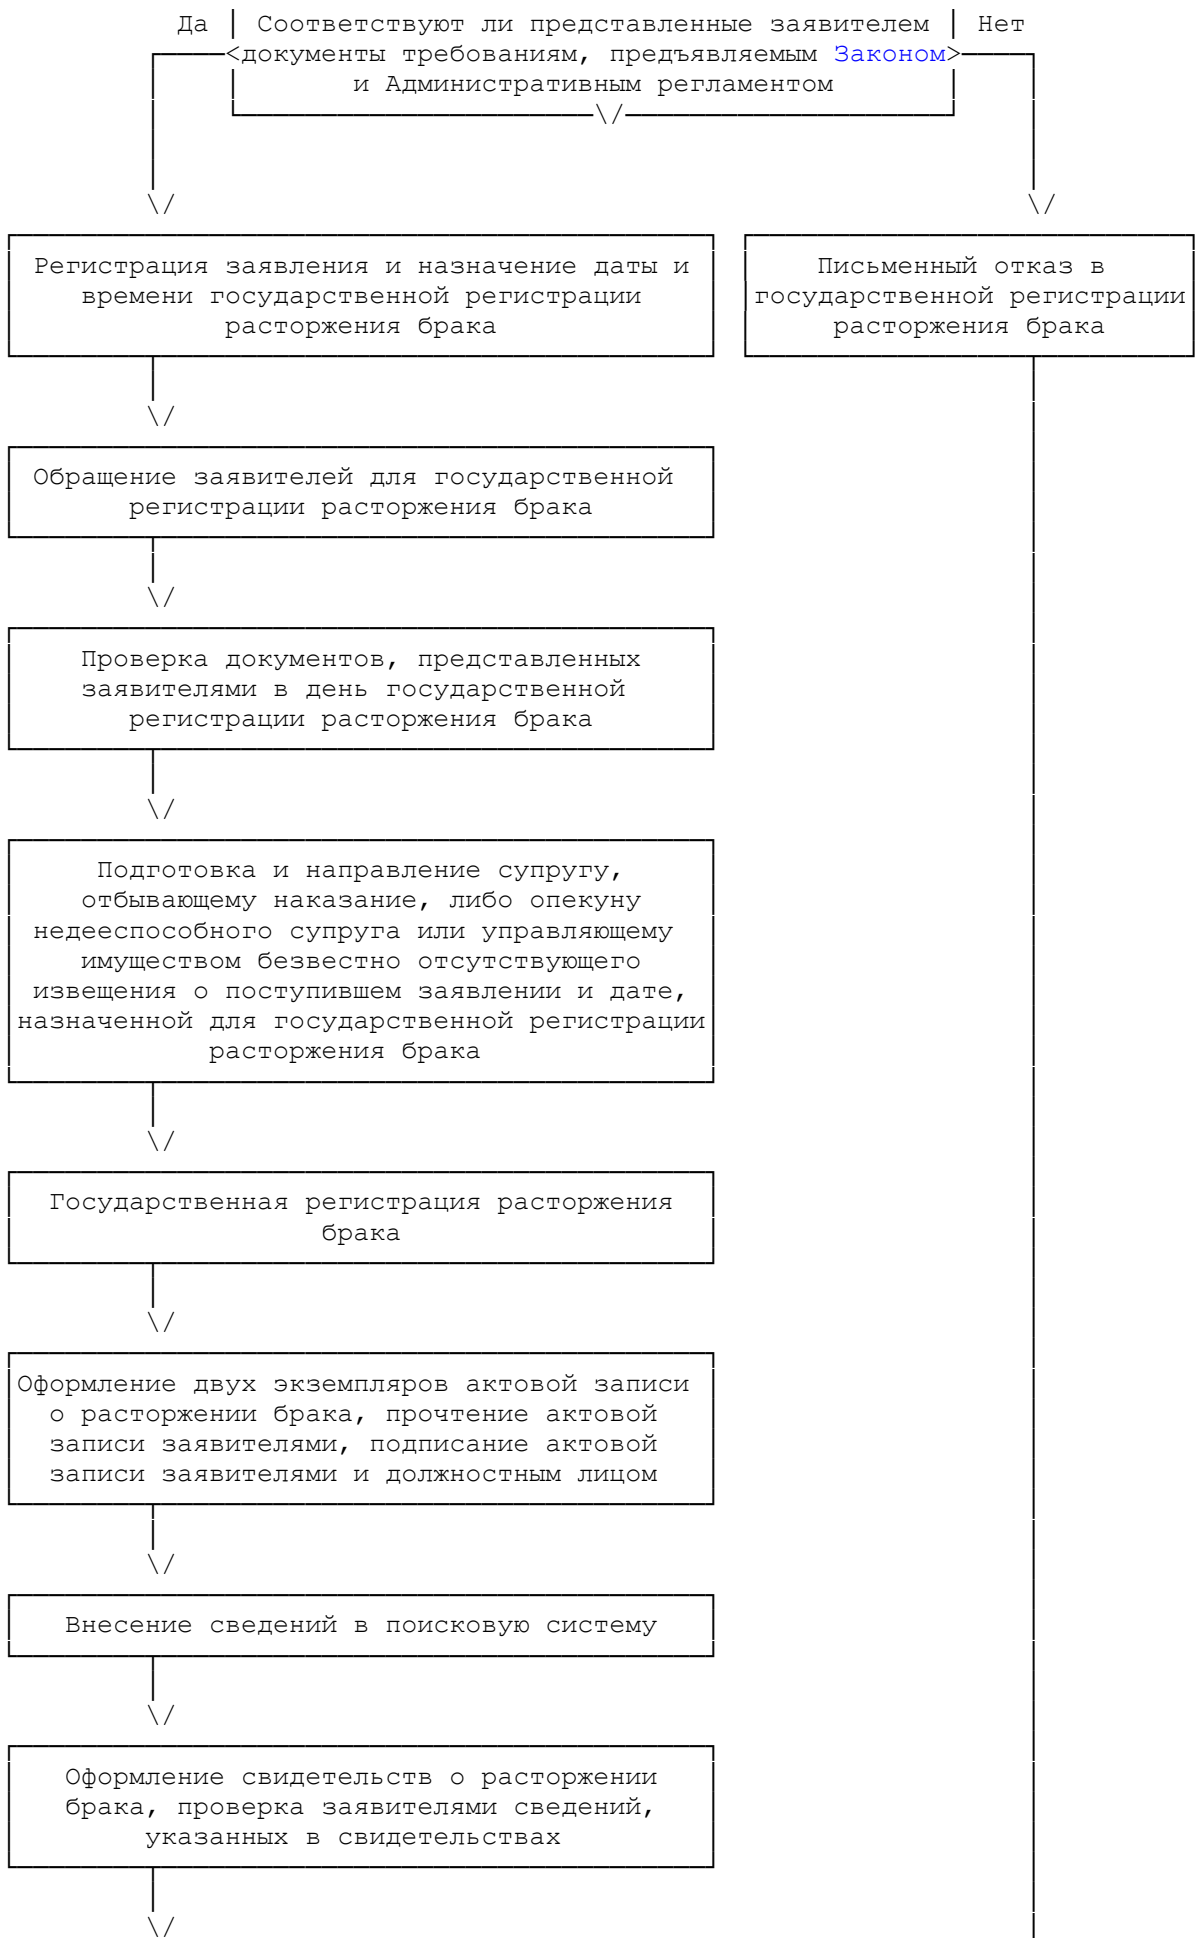 Да Соответствуют ли представленные заявителем Нет
<документы требованиям, предъявляемым Законом>
и Административным регламентом
\/
\/ \/
Регистрация заявления и назначение даты и
времени государственной регистрации
расторжения брака
Письменный отказ в
государственной регистрации
расторжения брака
\/
Обращение заявителей для государственной
регистрации расторжения брака
\/
Проверка документов, представленных
заявителями в день государственной
регистрации расторжения брака
\/
Подготовка и направление супругу,
отбывающему наказание, либо опекуну
недееспособного супруга или управляющему
имуществом безвестно отсутствующего
извещения о поступившем заявлении и дате,
назначенной для государственной регистрации
расторжения брака
\/
Государственная регистрация расторжения
брака
\/
Оформление двух экземпляров актовой записи
о расторжении брака, прочтение актовой
записи заявителями, подписание актовой
записи заявителями и должностным лицом
\/
Внесение сведений в поисковую систему
\/
Оформление свидетельств о расторжении
брака, проверка заявителями сведений,
указанных в свидетельствах
\/